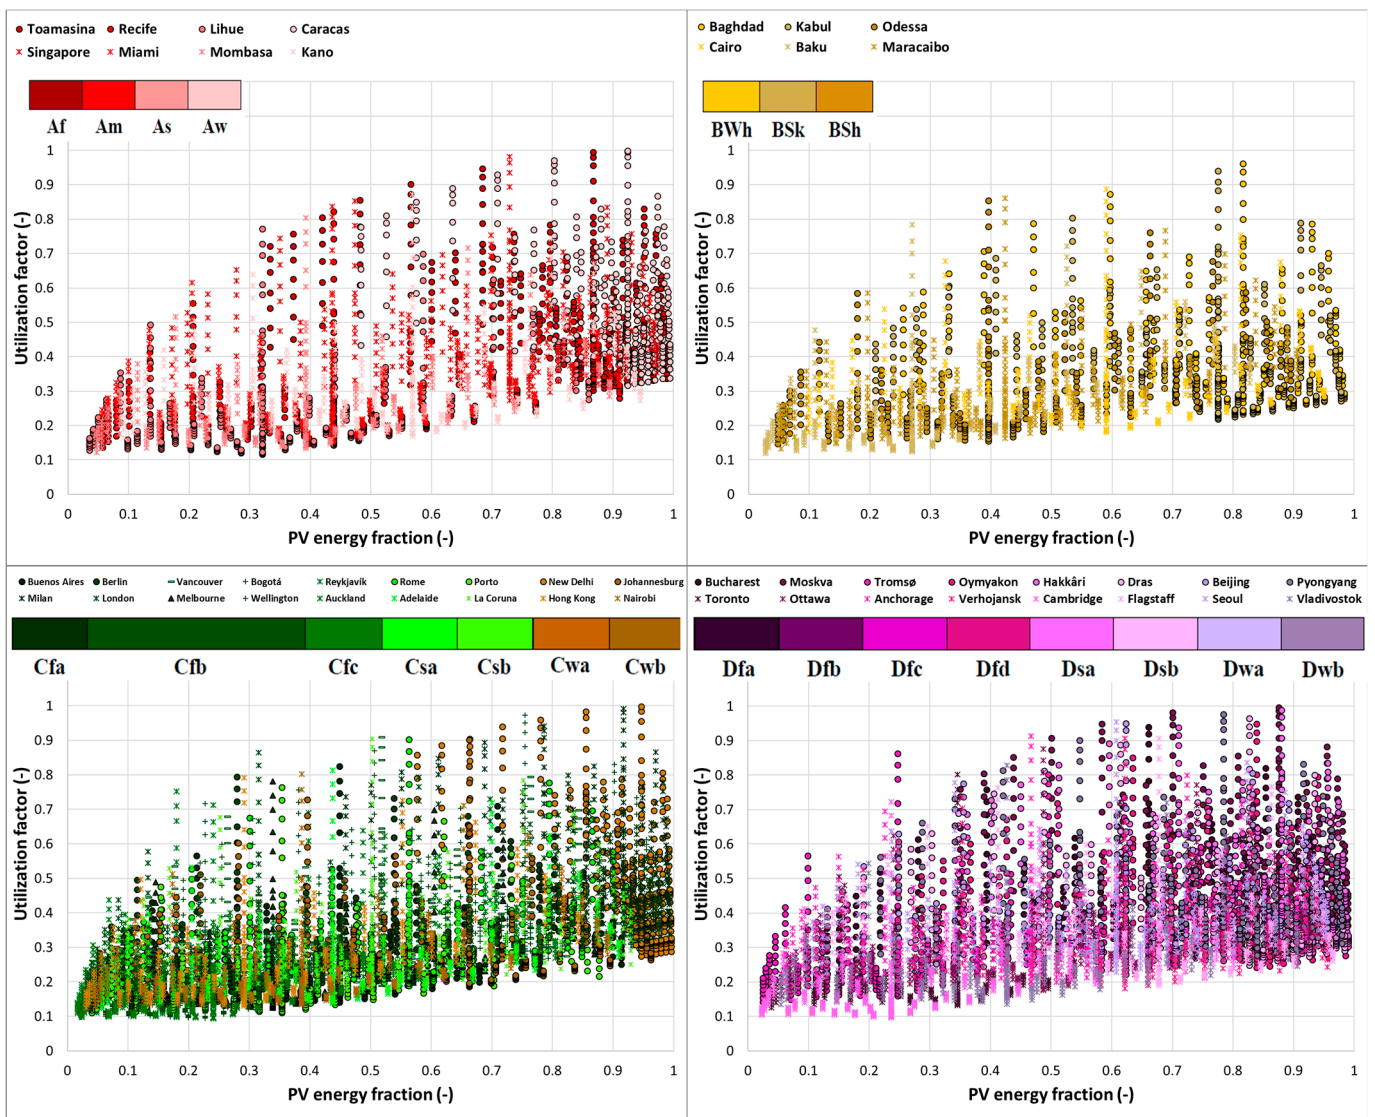 Toamasina Recife Lihue Caracas
Singapore Miami Mombasa Kano
Af Am As Aw
1
0.9
0.8
0.7
0.6
0.5
0.4
0.3
0.2
0.1
0
Utilization factor (-)
0 0.1 0.2 0.3 0.4 0.5 0.6 0.7 0.8 0.9 1
PV energy fraction (-)
Baghdad Kabul Odessa
Cairo Baku Maracaibo
BWh BSk BSh
1
0.9
0.8
0.7
0.6
0.5
0.4
0.3
0.2
0.1
0
Utilization factor (-)
0 0.1 0.2 0.3 0.4 0.5 0.6 0.7 0.8 0.9 1
PV energy fraction (-)
Buenos Aires Berlin Vancouver Bogotá Reykjavík Rome Porto New Delhi Johannesburg
Milan London Melbourne Wellington Auckland Adelaide La Coruna Hong Kong Nairobi
Cfa Cfb Cfc Csa Csb Cwa Cwb
1
0.9
0.8
0.7
0.6
0.5
0.4
0.3
0.2
0.1
0
Utilization factor (-)
0 0.1 0.2 0.3 0.4 0.5 0.6 0.7 0.8 0.9 1
PV energy fraction (-)
Bucharest Moskva Tromsø Oymyakon Hakkâri Dras Beijing Pyongyang
Toronto Ottawa Anchorage Verhojansk Cambridge Flagstaff Seoul Vladivostok
Dfa Dfb Dfc Dfd Dsa Dsb Dwa Dwb
1
0.9
0.8
0.7
0.6
0.5
0.4
0.3
0.2
0.1
0
Utilization factor (-)
0 0.1 0.2 0.3 0.4 0.5 0.6 0.7 0.8 0.9 1
PV energy fraction (-)